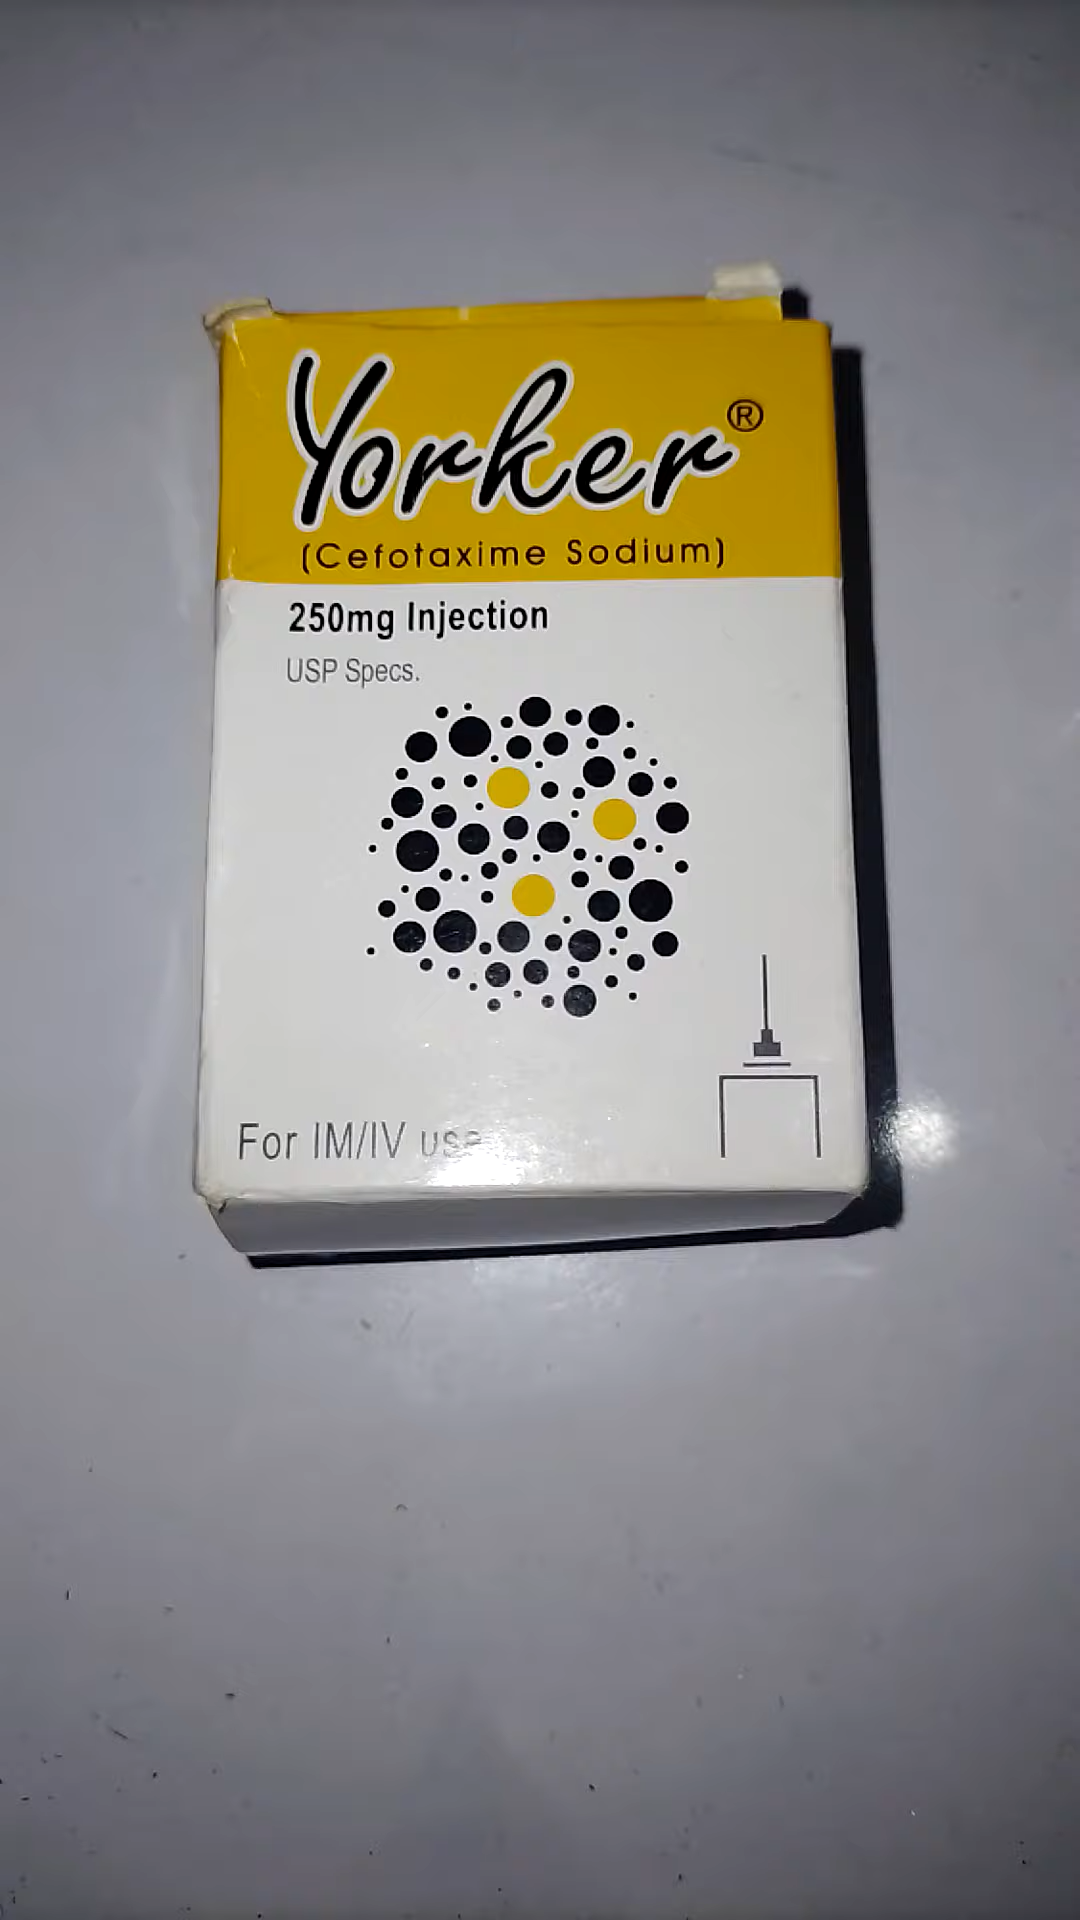 Yorker®
(Cefotaxime Sodium)
250mg Injection
USP Specs.
For IM/IV use